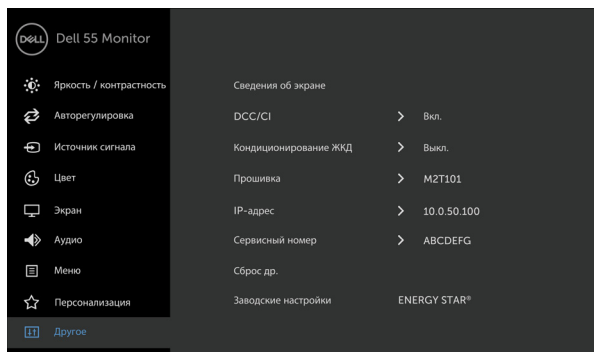 DELL Dell 55 Monitor
Яркость / контрастность
Сведения об экране
Авторегулировка
DCC/CI Вкл.
Источник сигнала
Кондиционирование ЖКД Выкл.
Цвет
Прошивка M2T101
Экран
IP-адрес 10.0.50.100
Аудио
Сервисный номер ABCDEFG
Меню
Сброс др.
Персонализация
Заводские настройки ENERGY STAR®
Другое